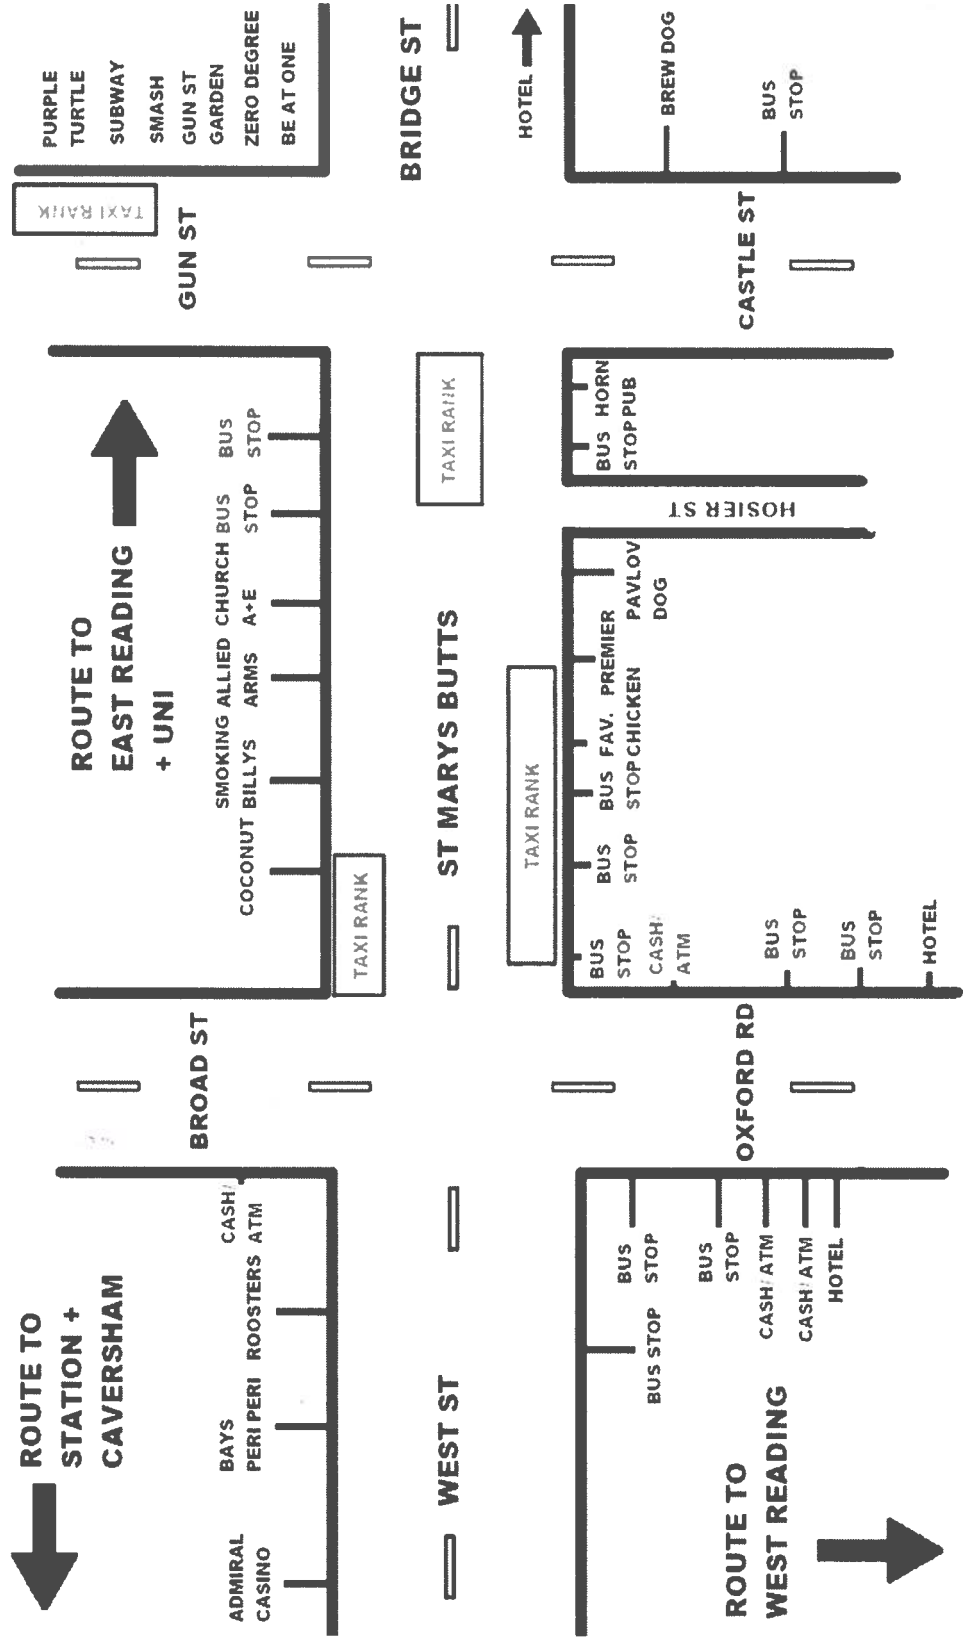 ROUTE TO
STATION +
CAVERSHAM
ROUTE TO
EAST READING
+ UNI
PURPLE
TURTLE
SUBWAY
SMASH
GUN ST
GARDEN
ZERO DEGREE
BE AT ONE
TAXI RANK
GUN ST
BROAD ST
ADMIRAL
CASINO
BAYS
PERI PERI
ROOSTERS
CASH/
ATM
COCONUT
SMOKING
BILLYS
ALLIED
ARMS
CHURCH
A+E
BUS
STOP
BUS
STOP
TAXI RANK
TAXI RANK
WEST ST
ST MARYS BUTTS
BRIDGE ST
TAXI RANK
HOTEL
BUS STOP
BUS
STOP
BUS
STOP
CASH/ ATM
CASH/ ATM
HOTEL
OXFORD RD
BUS
STOP
CASH/
ATM
BUS
STOP
BUS
STOP
HOTEL
BUS
STOP
BUS
STOP
FAV.
CHICKEN
PREMIER
PAVLOV
DOG
HOSIER ST
BUS
STOP
HORN
PUB
CASTLE ST
BREW DOG
BUS
STOP
ROUTE TO
WEST READING